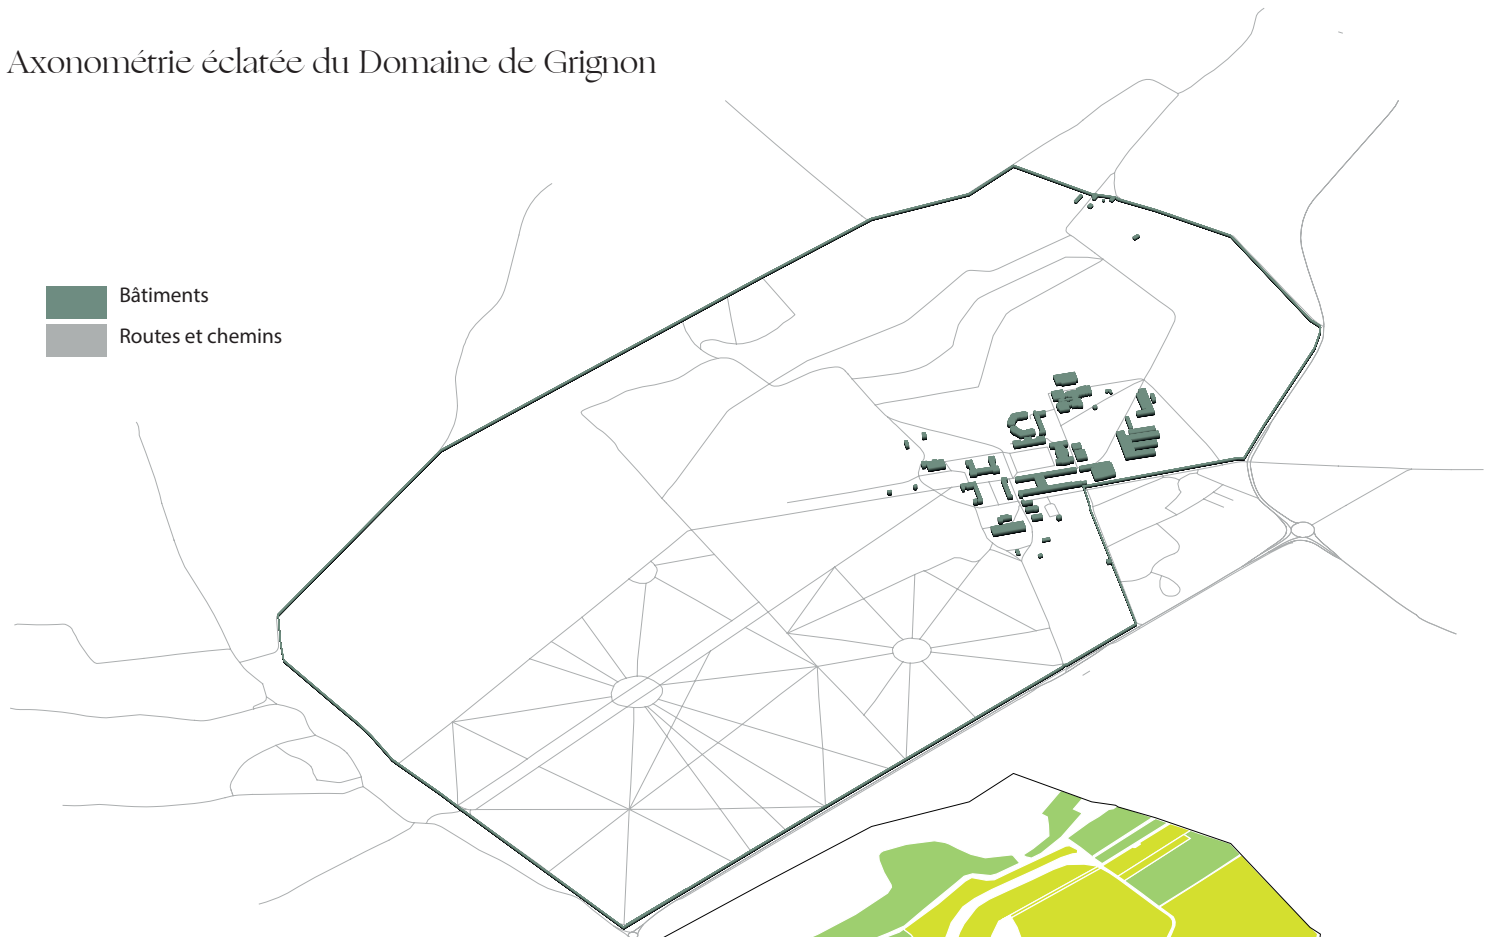 Axonométrie éclatée du Domaine de Grignon
Bâtiments
Routes et chemins